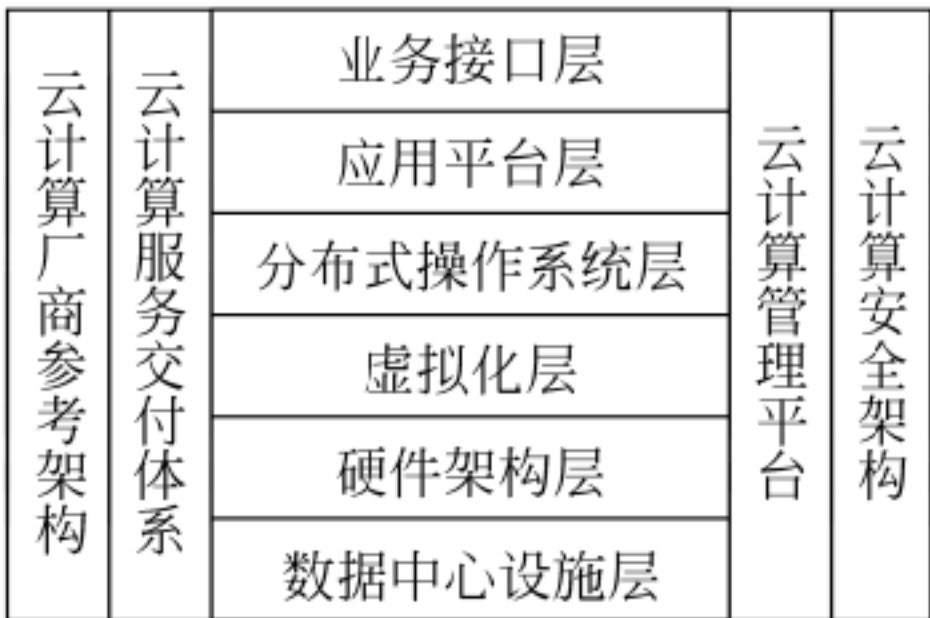 云计算厂商参考架构
云计算服务交付体系
业务接口层
应用平台层
分布式操作系统层
虚拟化层
硬件架构层
数据中心设施层
云计算管理平台
云计算安全架构